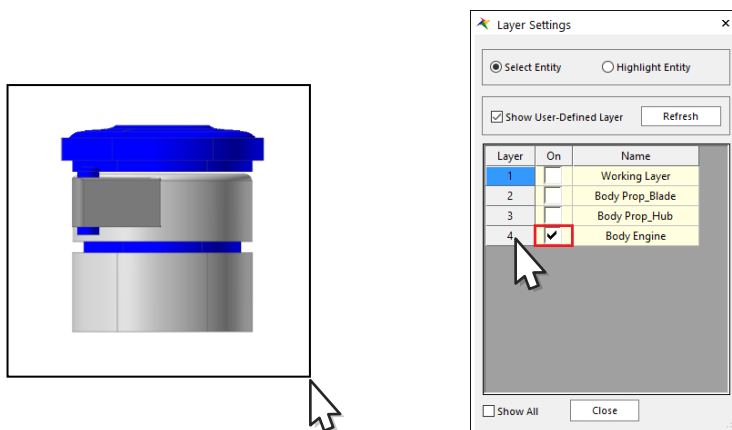 Layer Settings
Select Entity Highlight Entity
Show User-Defined Layer Refresh
Layer On Name
1 Working Layer
2 Body Prop_Blade
3 Body Prop_Hub
4 Body Engine
Show All Close